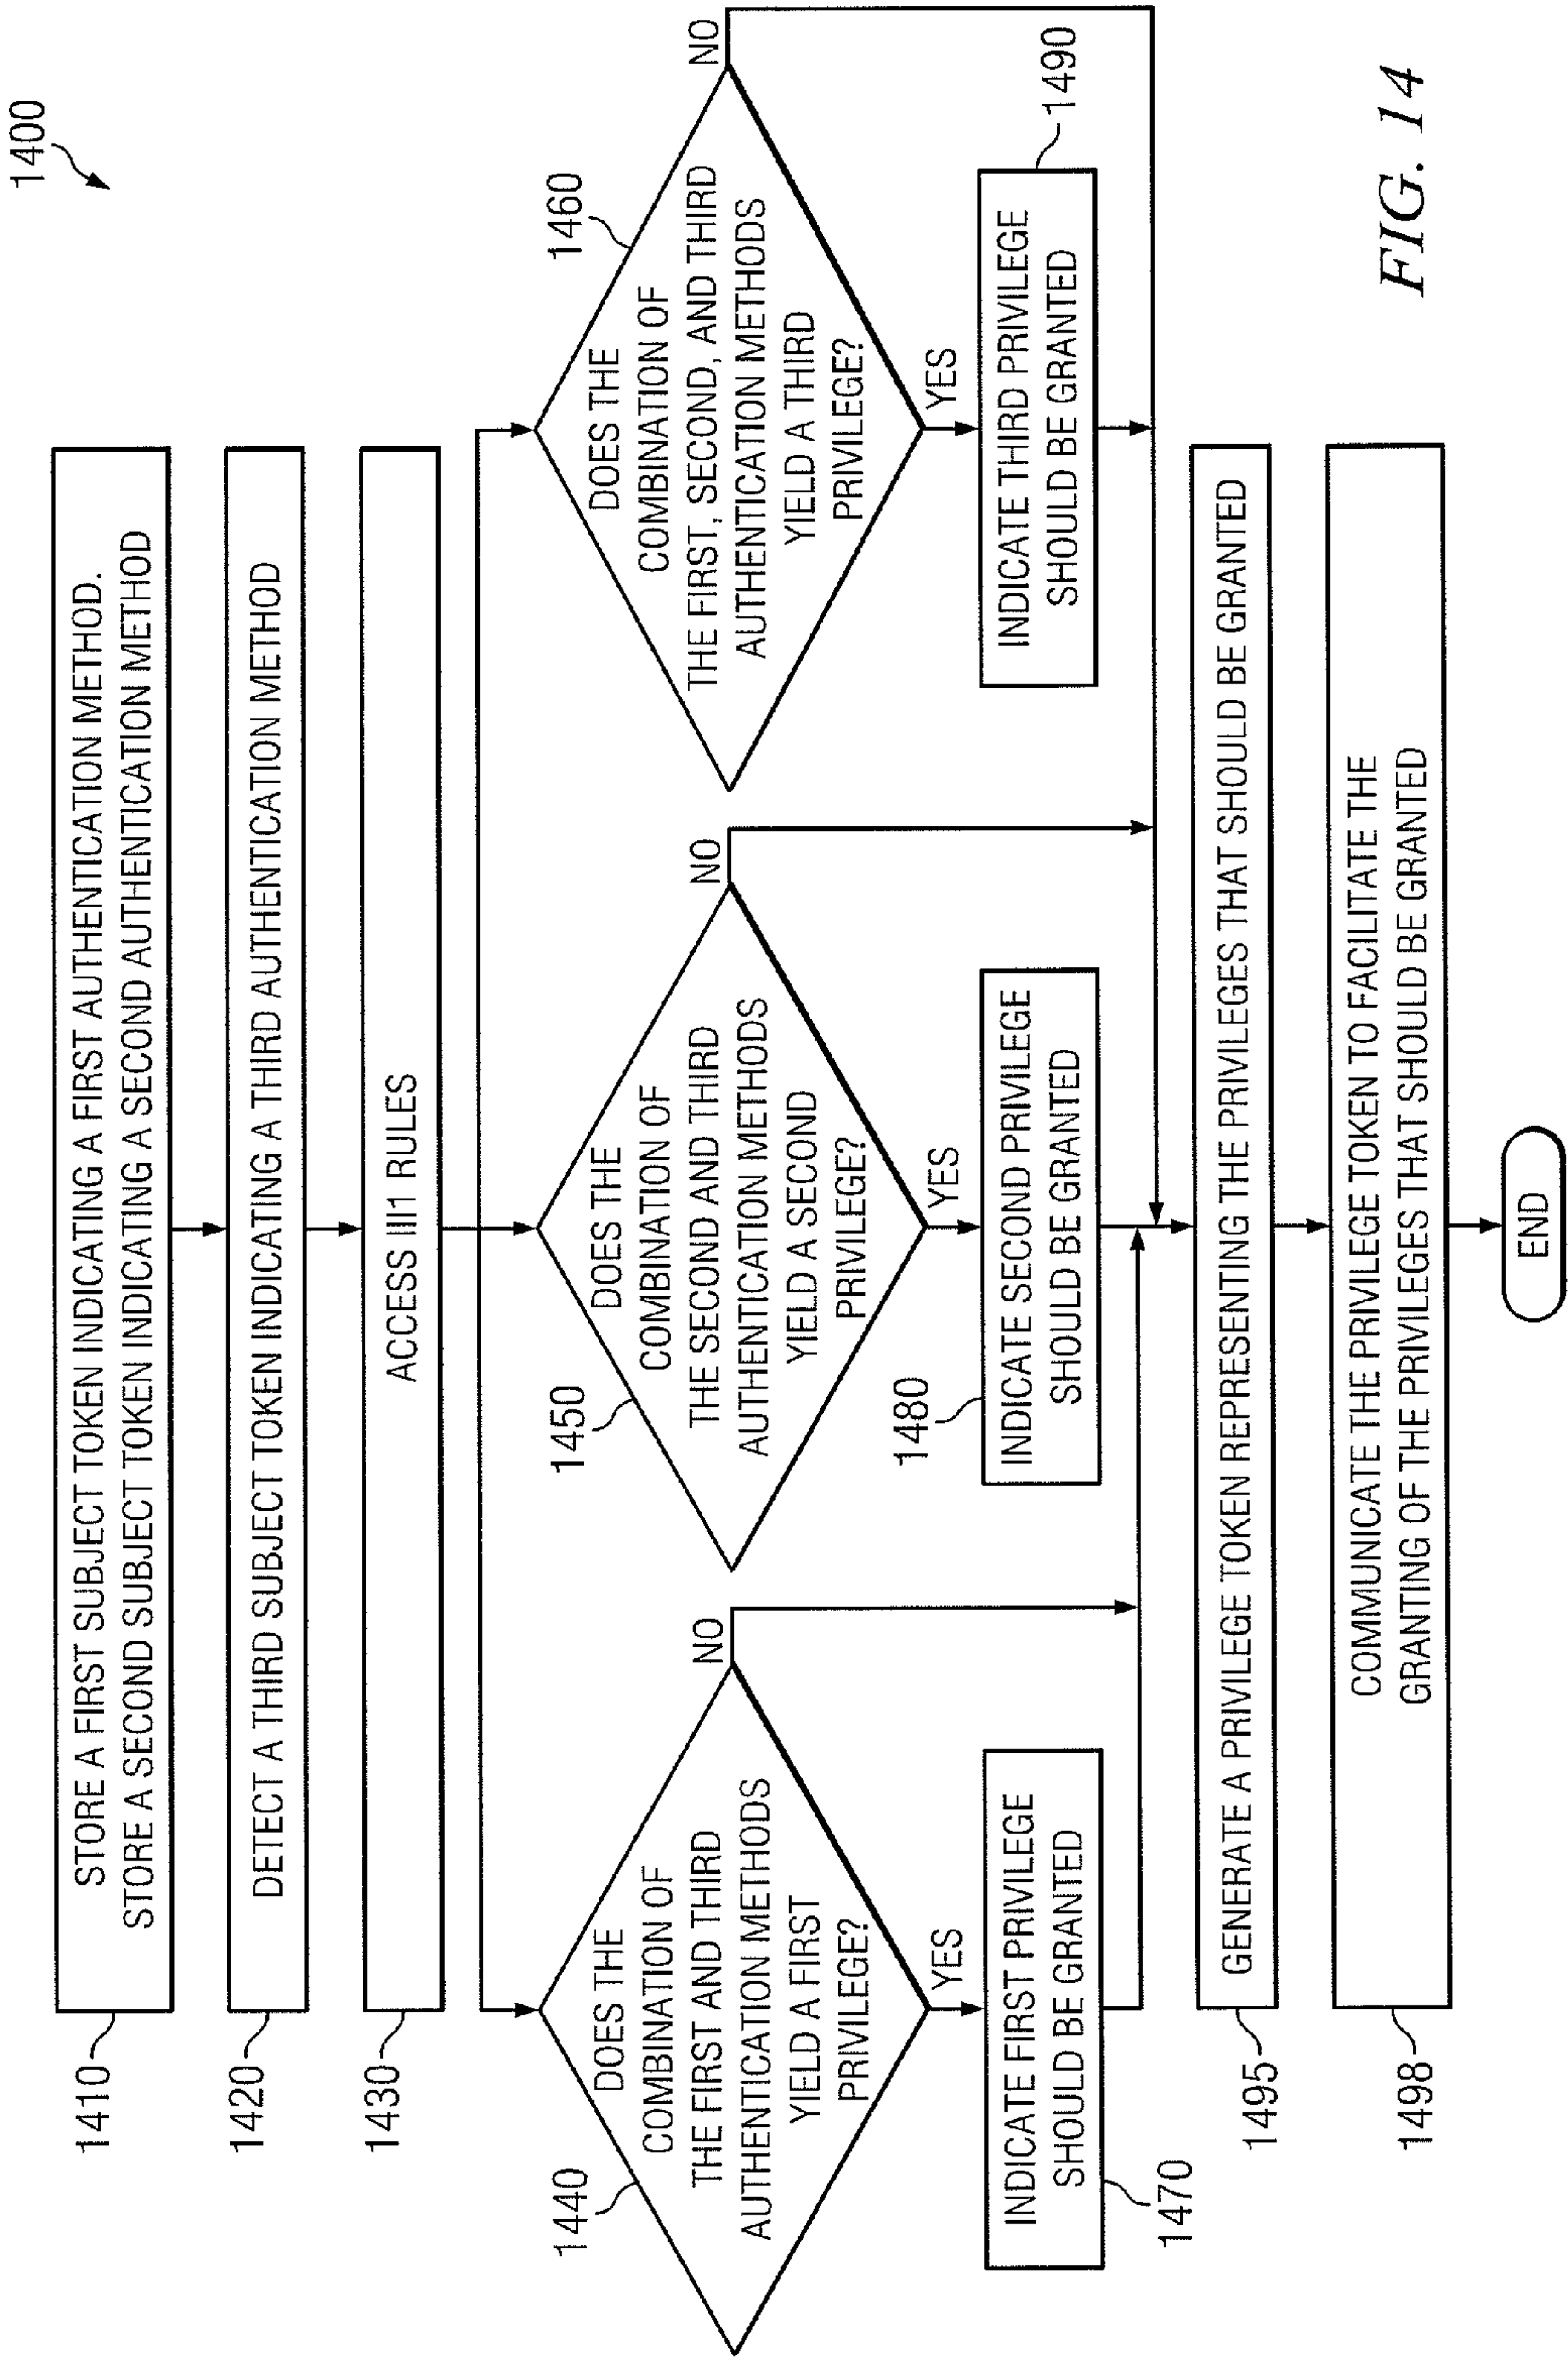 1400
1410
STORE A FIRST SUBJECT TOKEN INDICATING A FIRST AUTHENTICATION METHOD.
STORE A SECOND SUBJECT TOKEN INDICATING A SECOND AUTHENTICATION METHOD
1420
DETECT A THIRD SUBJECT TOKEN INDICATING A THIRD AUTHENTICATION METHOD
1430
ACCESS III1 RULES
1440
DOES THE
COMBINATION OF
THE FIRST AND THIRD
AUTHENTICATION METHODS
YIELD A FIRST
PRIVILEGE?
NO
YES
1450
DOES THE
COMBINATION OF
THE SECOND AND THIRD
AUTHENTICATION METHODS
YIELD A SECOND
PRIVILEGE?
NO
YES
1460
DOES THE
COMBINATION OF
THE FIRST, SECOND, AND THIRD
AUTHENTICATION METHODS
YIELD A THIRD
PRIVILEGE?
NO
YES
INDICATE FIRST PRIVILEGE
SHOULD BE GRANTED
1470
1480
INDICATE SECOND PRIVILEGE
SHOULD BE GRANTED
INDICATE THIRD PRIVILEGE
SHOULD BE GRANTED
1490
1495
GENERATE A PRIVILEGE TOKEN REPRESENTING THE PRIVILEGES THAT SHOULD BE GRANTED
1498
COMMUNICATE THE PRIVILEGE TOKEN TO FACILITATE THE
GRANTING OF THE PRIVILEGES THAT SHOULD BE GRANTED
END
FIG. 14